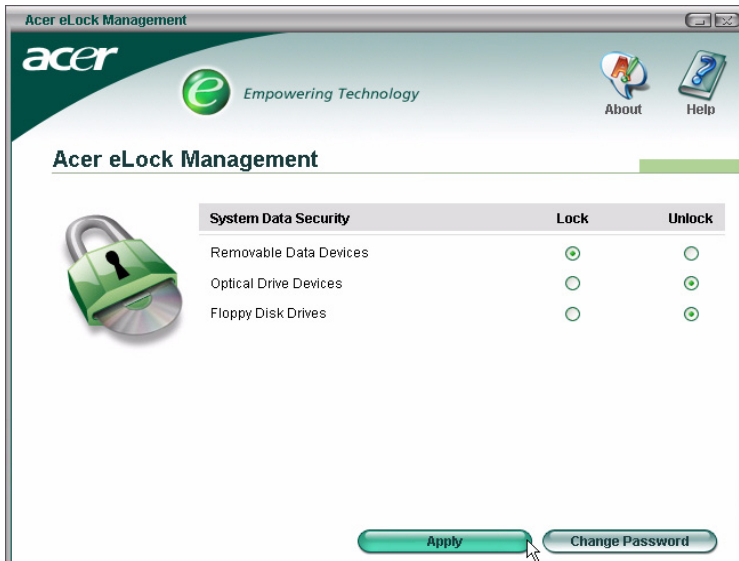 Acer eLock Management
acer
e Empowering Technology
About Help
Acer eLock Management
System Data Security Lock Unlock
Removable Data Devices
Optical Drive Devices
Floppy Disk Drives
Apply Change Password